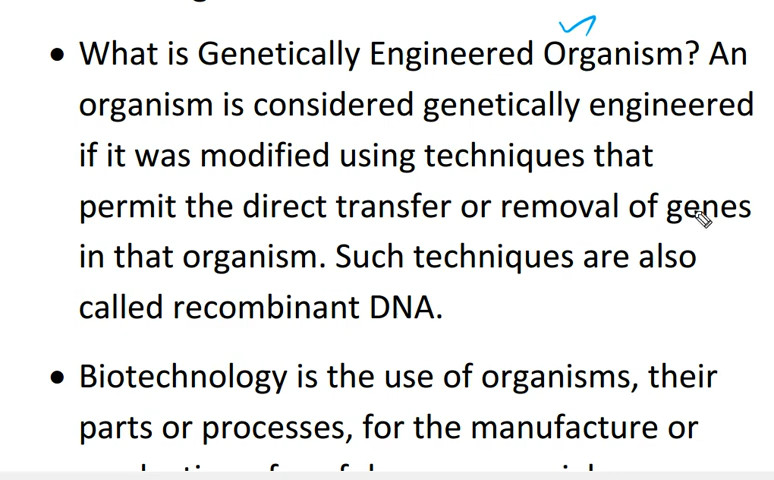 • What is Genetically Engineered Organism? An
organism is considered genetically engineered
if it was modified using techniques that
permit the direct transfer or removal of genes
in that organism. Such techniques are also
called recombinant DNA.
• Biotechnology is the use of organisms, their
parts or processes, for the manufacture or